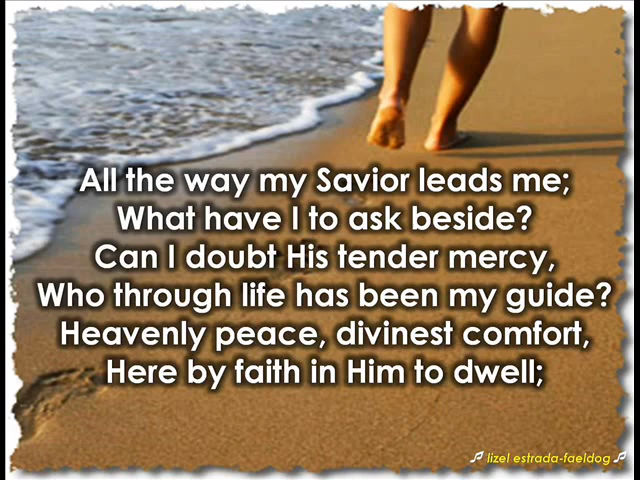 All the way my Savior leads me;
What have I to ask beside?
Can I doubt His tender mercy,
Who through life has been my guide?
Heavenly peace, divinest comfort,
Here by faith in Him to dwell;
♫ lizel estrada-faeldog ♫